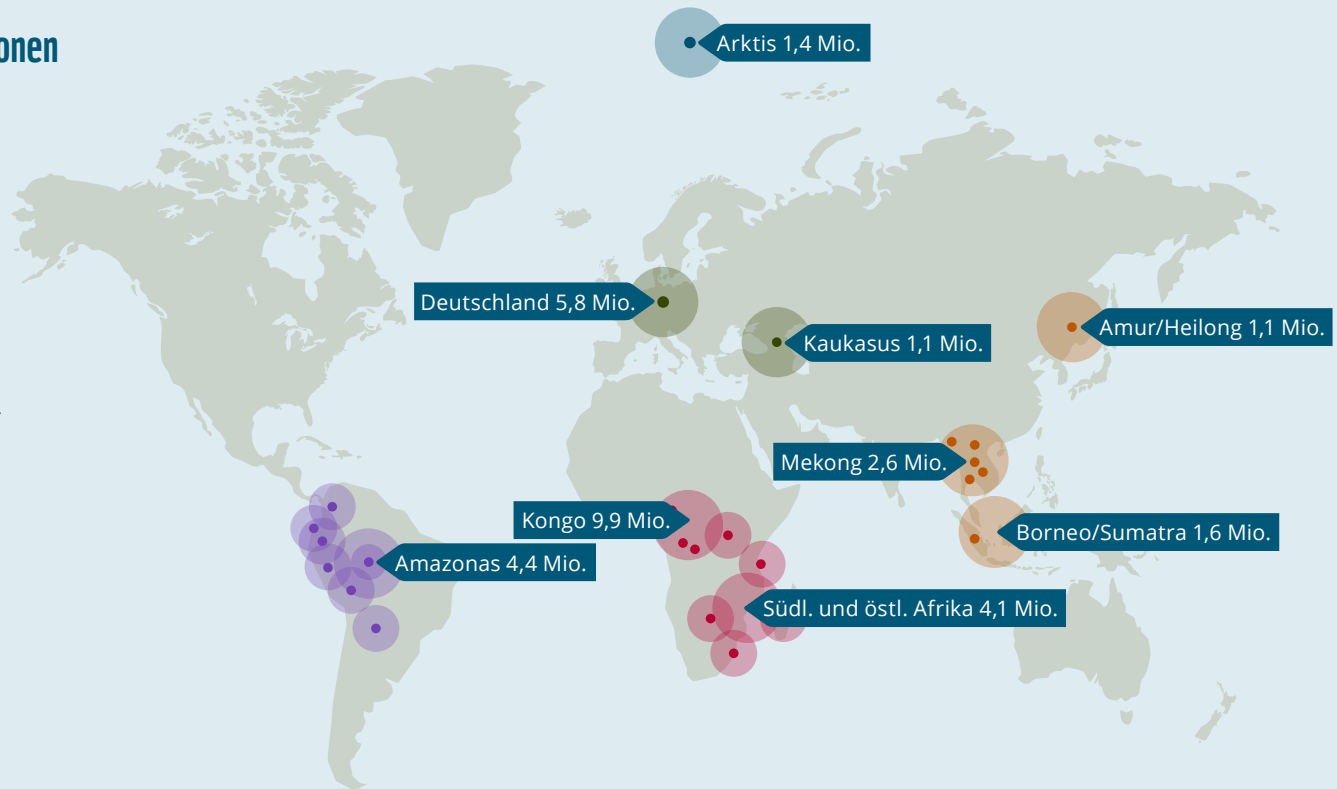 onen
Arktis 1,4 Mio.
Deutschland 5,8 Mio.
Kaukasus 1,1 Mio.
Amur/Heilong 1,1 Mio.
Mekong 2,6 Mio.
Kongo 9,9 Mio.
Borneo/Sumatra 1,6 Mio.
Amazonas 4,4 Mio.
Südl. und östl. Afrika 4,1 Mio.